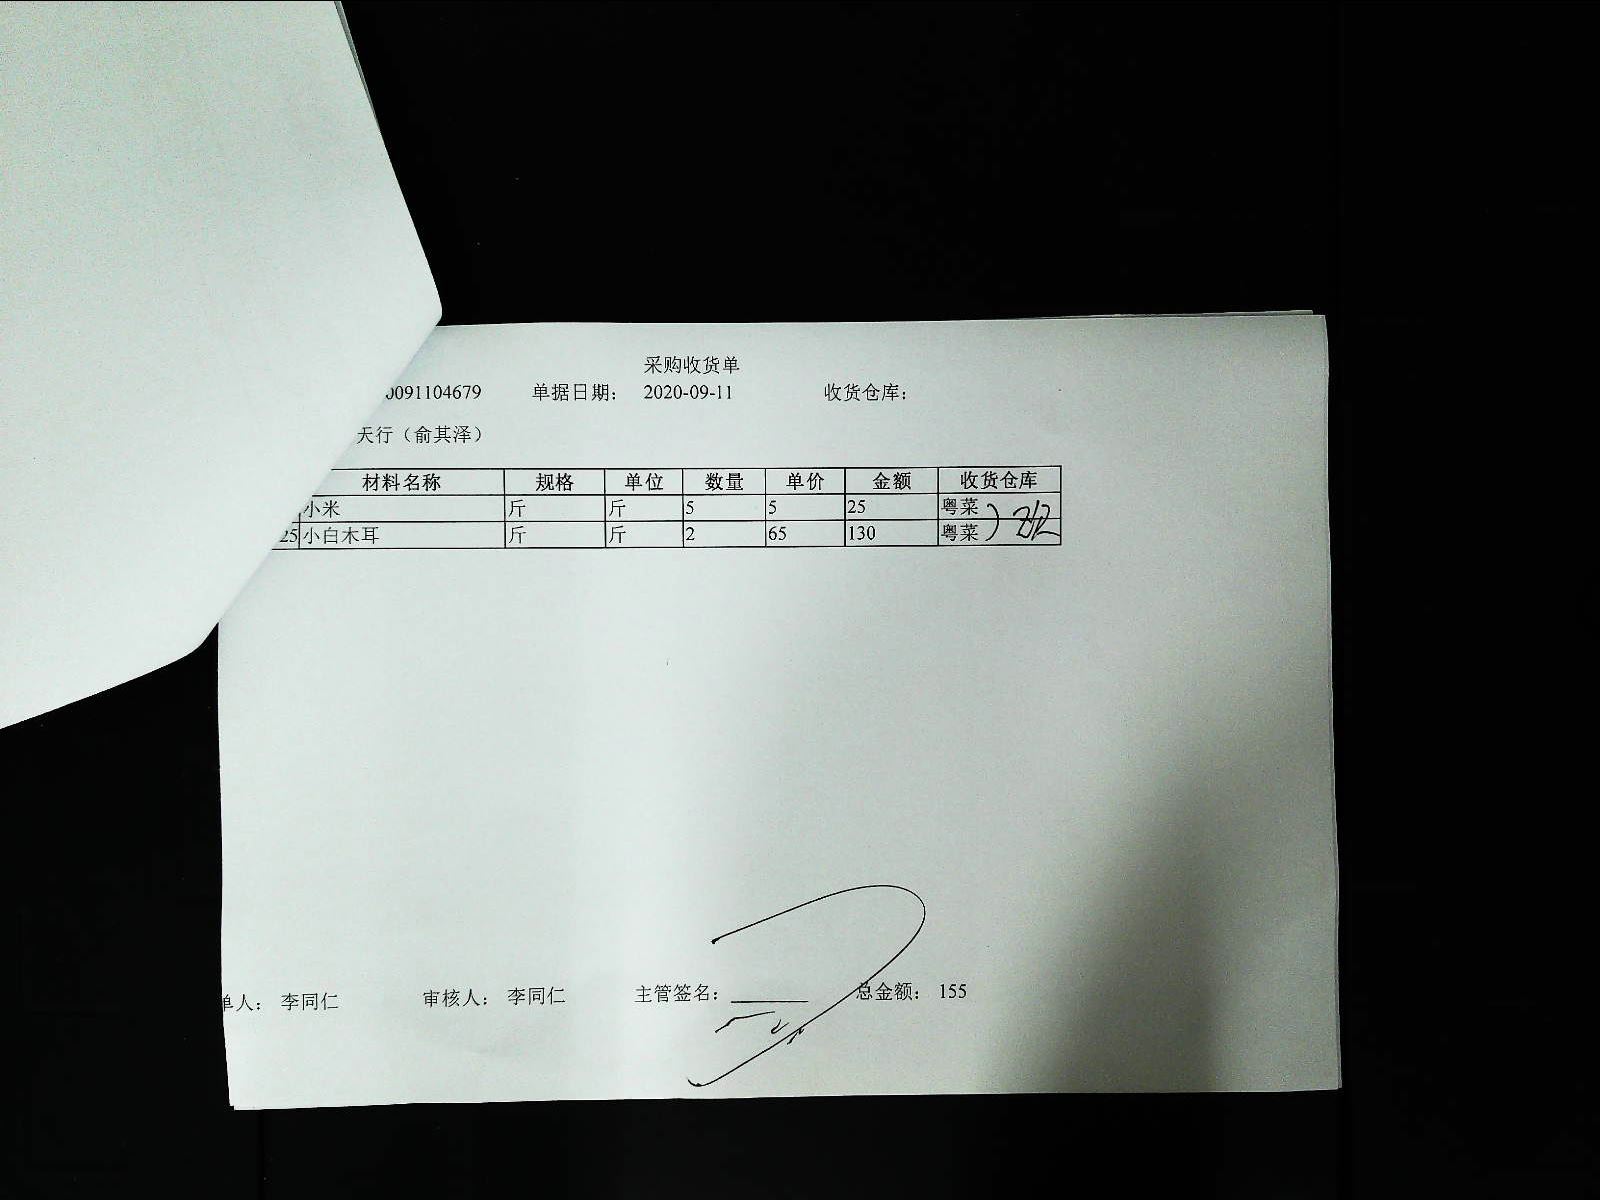 采购收货单
0091104679 单据日期： 2020-09-11 收货仓库：
天行（俞其泽）
材料名称 规格 单位 数量 单价 金额 收货仓库
小米 斤 斤 5 5 25 粤菜
25 小白木耳 斤 斤 2 65 130 粤菜
单人： 李同仁 审核人： 李同仁 主管签名： 总金额： 155